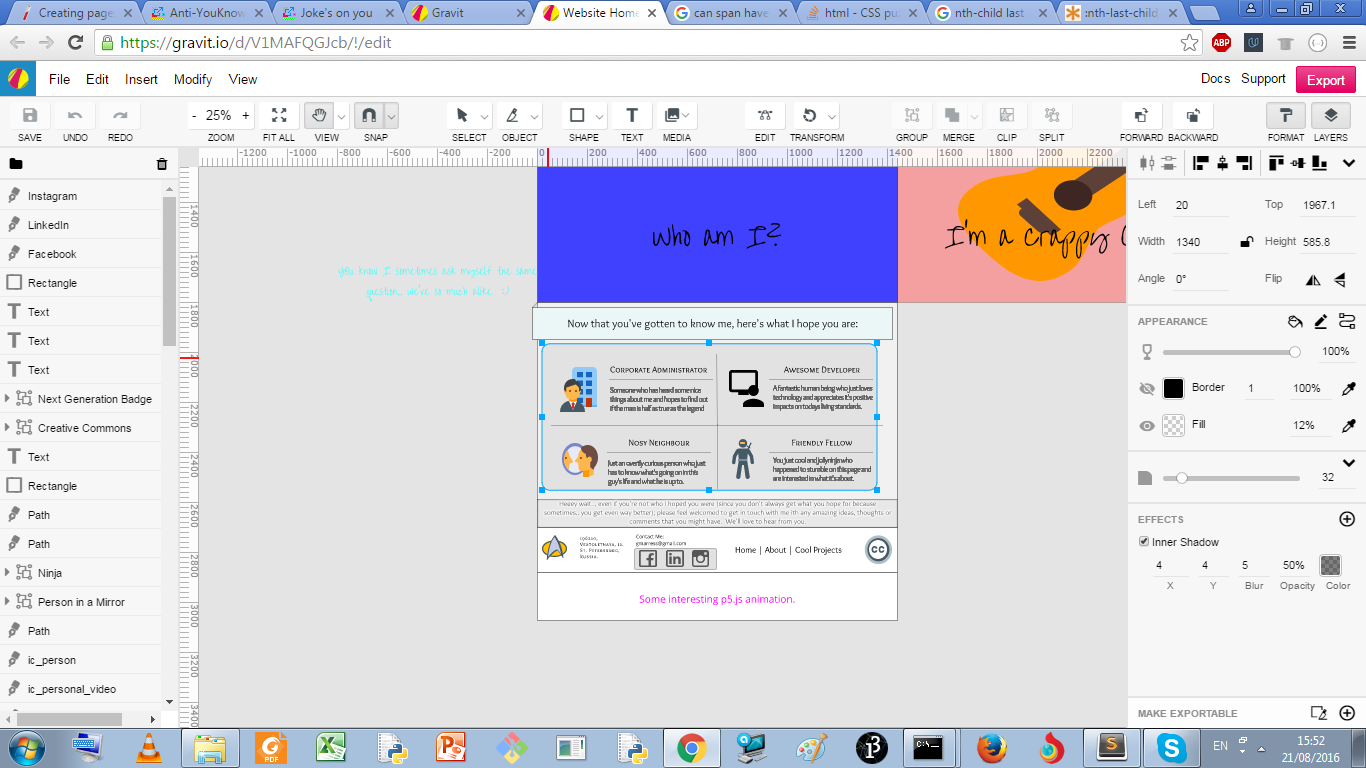 Creating page
Anti-YouKnow
Joke's on you
Gravit
Website Hom
can span have
html - CSS pu
nth-child last
:nth-last-child
https://gravit.io/d/V1MAFQGJcb/!/edit
ABP
File Edit Insert Modify View
Docs Support Export
- 25% +
SAVE UNDO REDO ZOOM FIT ALL VIEW SNAP SELECT OBJECT SHAPE TEXT MEDIA EDIT TRANSFORM GROUP MERGE CLIP SPLIT FORWARD BACKWARD FORMAT LAYERS
-1200 -1000 -800 -600 -400 -200 0 200 400 600 800 1000 1200 1400 1600 1800 2000 2200
1400
1600
1800
2000
2200
2400
2600
2800
3000
3200
3400
Instagram
LinkedIn
Facebook
Rectangle
Text
Text
Text
Next Generation Badge
Creative Commons
Text
Rectangle
Path
Path
Ninja
Person in a Mirror
Path
ic_person
ic_personal_video
Who am I?
I'm a crappy
you know I sometimes ask myself the same
question.. we're so much alike. :)
Now that you've gotten to know me, here's what I hope you are:
Corporate Administrator
Someone who has heard some nice
things about me and hopes to find out
if the man is half as true as the legend
Awesome Developer
A fantastic human being who just loves
technology and appreciates it's positive
impacts on todays living standards.
Nosy Neighbour
Just an overtly curious person who just
has to know what's going on in this
guy's life and what he is up to.
Friendly Fellow
You just cool and jolly ninja who
happened to stumble on this page and
are interested in what it's about.
Heeey wait.., even if you're not who I hoped you were (since you don't always get what you hope for because
sometimes.. you get even way better); please feel welcomed to get in touch with me ith any amazing ideas, thoughts or
comments that you might have. We'll love to hear from you.
St. Petersburg,
Russia.
Contact Me:
Home | About | Cool Projects
cc
Some interesting p5.js animation.
Left 20 Top 1967.1
Width 1340 Height 585.8
Angle 0° Flip
APPEARANCE
100%
Border 1 100%
Fill 12%
32
EFFECTS
Inner Shadow
4 4 5 50%
X Y Blur Opacity Color
MAKE EXPORTABLE
PDF
EN
15:52
21/08/2016